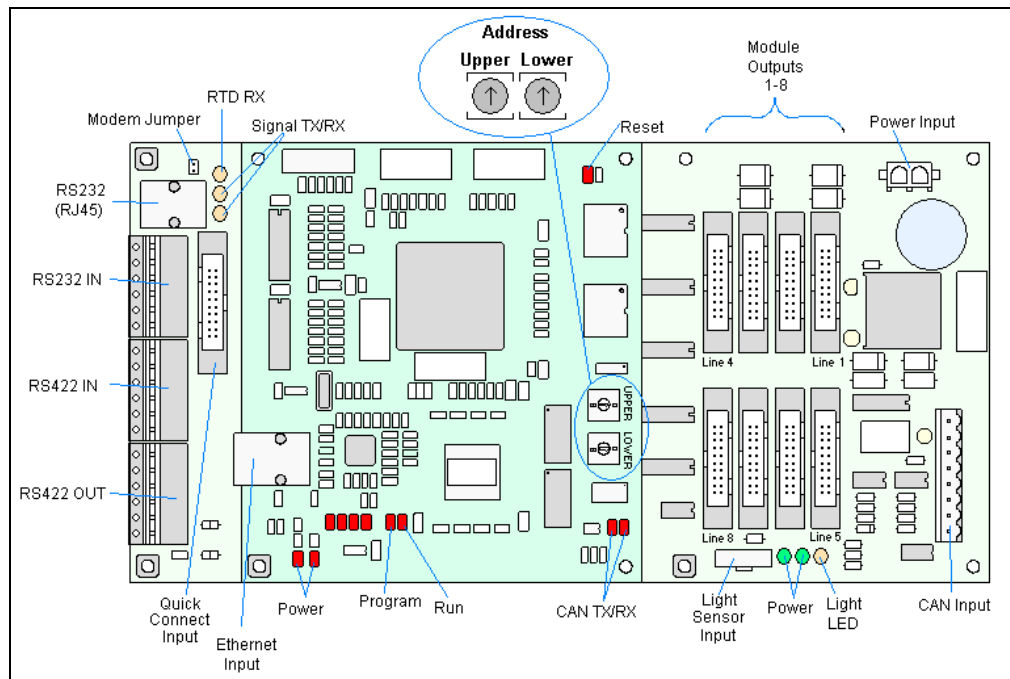 Address
Upper Lower
Module
Outputs
1-8
RTD RX
Modem Jumper
Signal TX/RX
Reset
Power Input
RS232
(RJ45)
RS232 IN
Line 4
Line 1
RS422 IN
UPPER
LOWER
RS422 OUT
Line 8
Line 5
Quick
Connect
Input
Ethernet
Input
Power
Program
Run
CAN TX/RX
Light
Sensor
Input
Power
Light
LED
CAN Input